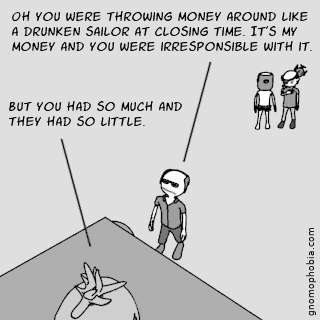 OH YOU WERE THROWING MONEY AROUND LIKE
A DRUNKEN SAILOR AT CLOSING TIME. IT'S MY
MONEY AND YOU WERE IRRESPONSIBLE WITH IT.
BUT YOU HAD SO MUCH AND
THEY HAD SO LITTLE.
gnomophobia.com